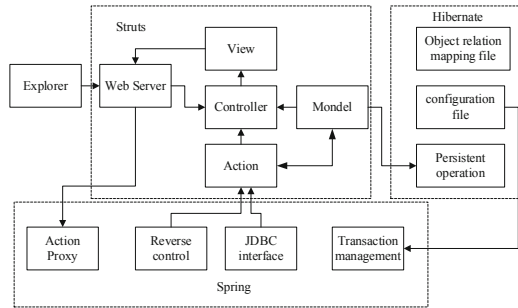 Struts
Hibernate
View
Object relation
mapping file
Explorer
Web Server
Controller
Mondel
configuration
file
Action
Persistent
operation
Action
Proxy
Reverse
control
JDBC
interface
Transaction
management
Spring